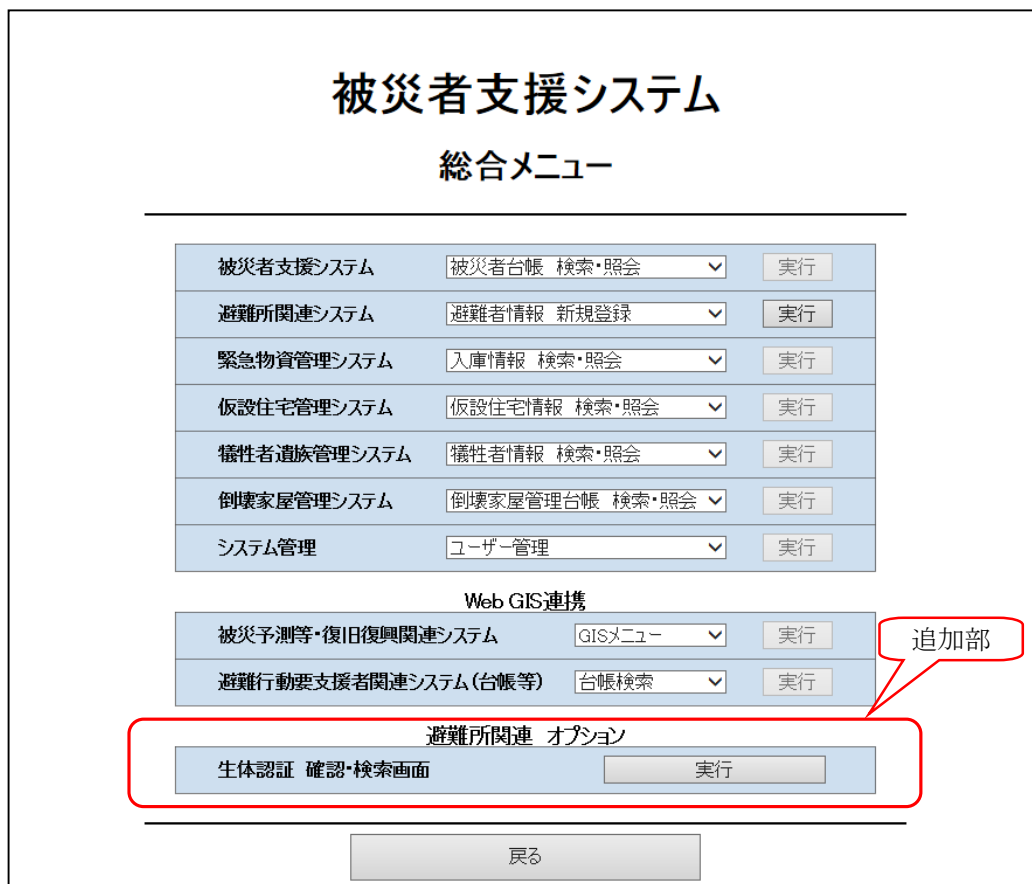 被災者支援システム
総合メニュー
被災者支援システム 被災者台帳 検索・照会 実行
避難所関連システム 避難者情報 新規登録 実行
緊急物資管理システム 入庫情報 検索・照会 実行
仮設住宅管理システム 仮設住宅情報 検索・照会 実行
犠牲者遺族管理システム 犠牲者情報 検索・照会 実行
倒壊家屋管理システム 倒壊家屋管理台帳 検索・照会 実行
システム管理 ユーザー管理 実行
Web GIS連携
被災予測等・復旧復興関連システム GISメニュー 実行
追加部
避難行動要支援者関連システム(台帳等) 台帳検索 実行
避難所関連 オプション
生体認証 確認・検索画面 実行
戻る